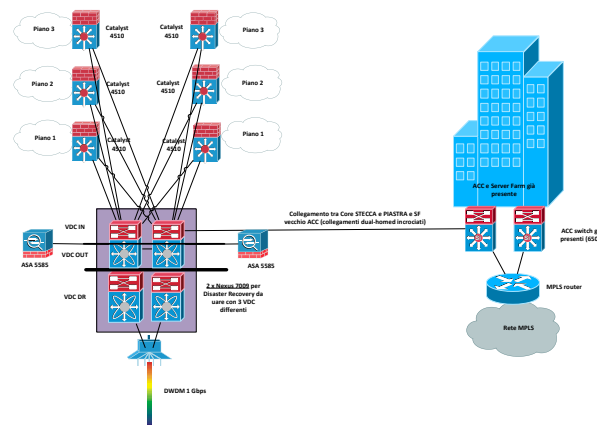 Piano 3
Catalyst
4510
Catalyst
4510
Piano 3
Piano 2
Catalyst
4510
Catalyst
4510
Piano 2
Piano 1
Catalyst
4510
Catalyst
4510
Piano 1
ACC e Server Farm già
presente
Collegamento tra Core STECCA e PIASTRA e SF
vecchio ACC (collegamenti dual-homed incrociati)
VDC IN
ACC switch g
presenti (650
VDC OUT
ASA 5585
ASA 5585
VDC DR
2 x Nexus 7009 per
Disaster Recovery da
uare con 3 VDC
differenti
MPLS router
Rete MPLS
DWDM 1 Gbps